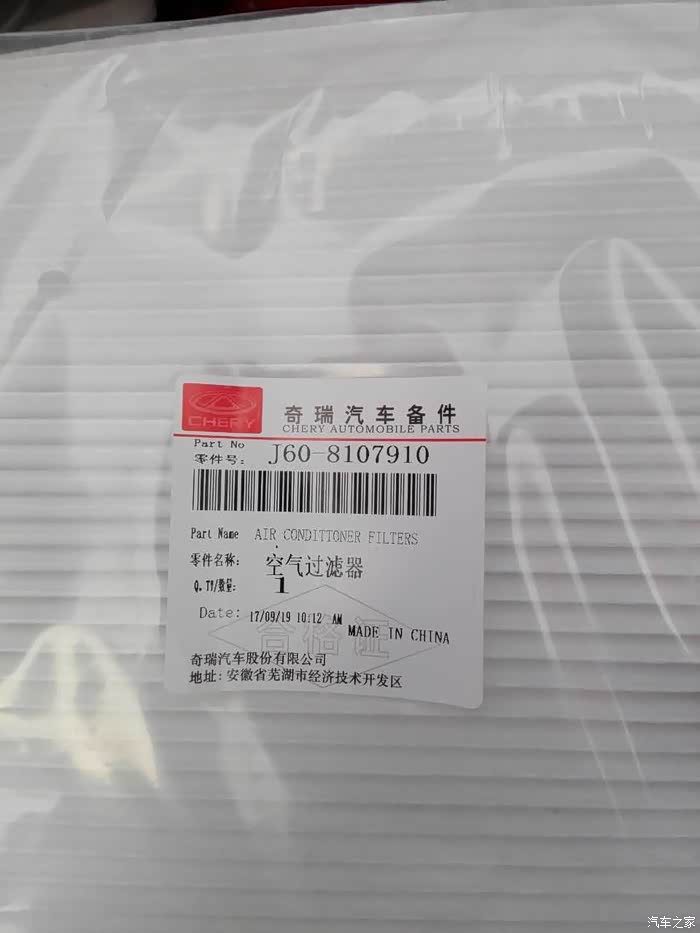 CHERY
奇瑞汽车备件
CHERY AUTOMOBILE PARTS
Part No
零件号: J60-8107910
Part Name AIR CONDITTONER FILTERS
零件名称: 空气过滤器
Q.TY/数量: 1
Date: 17/09/19 10:12 AM
MADE IN CHINA
合格证
奇瑞汽车股份有限公司
地址:安徽省芜湖市经济技术开发区
汽车之家